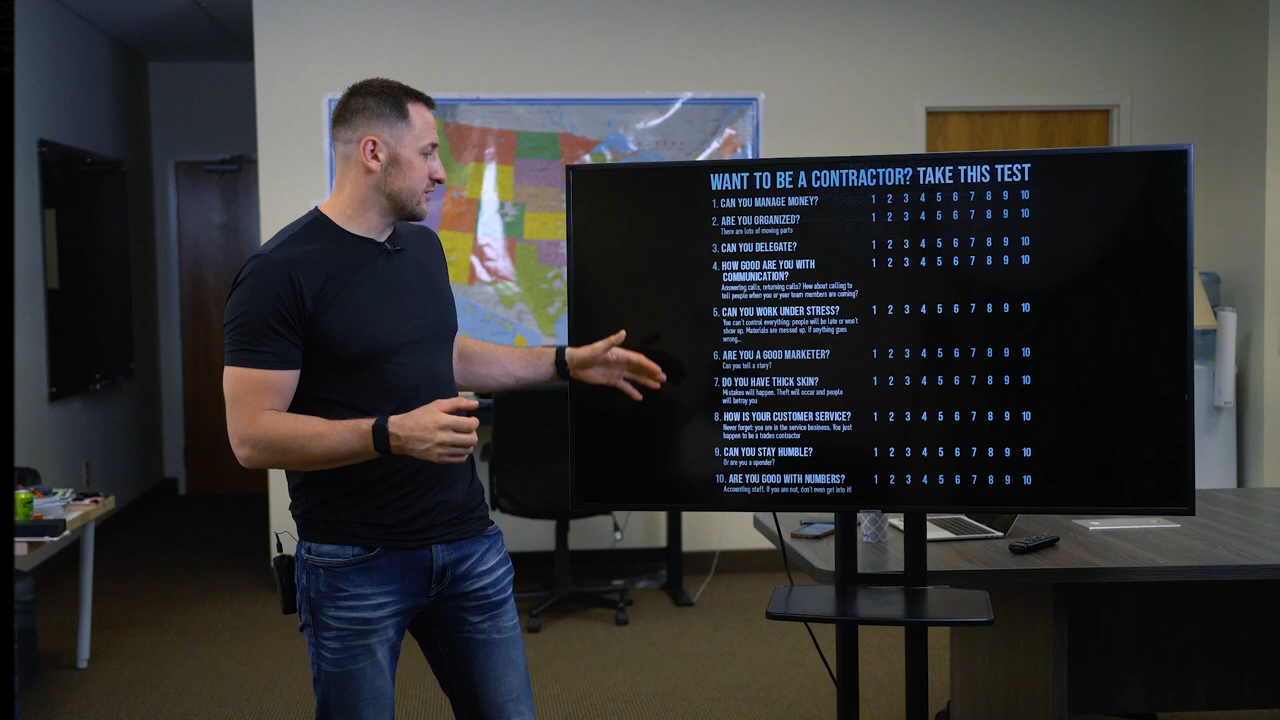 WANT TO BE A CONTRACTOR? TAKE THIS TEST
1. CAN YOU MANAGE MONEY? 1 2 3 4 5 6 7 8 9 10
2. ARE YOU ORGANIZED? 1 2 3 4 5 6 7 8 9 10
There are lots of moving parts
3. CAN YOU DELEGATE? 1 2 3 4 5 6 7 8 9 10
4. HOW GOOD ARE YOU WITH 1 2 3 4 5 6 7 8 9 10
COMMUNICATION?
Answering calls, returning calls? How about calling to
tell people when you or your team members are coming?
5. CAN YOU WORK UNDER STRESS? 1 2 3 4 5 6 7 8 9 10
You can't control everything; people will be late or won't
show up. Materials are messed up. If anything goes
wrong...
6. ARE YOU A GOOD MARKETER? 1 2 3 4 5 6 7 8 9 10
Can you tell a story?
7. DO YOU HAVE THICK SKIN? 1 2 3 4 5 6 7 8 9 10
Mistakes will happen. Theft will occur and people
will betray you
8. HOW IS YOUR CUSTOMER SERVICE? 1 2 3 4 5 6 7 8 9 10
Never forget: you are in the service business. You just
happen to be a trades contractor
9. CAN YOU STAY HUMBLE? 1 2 3 4 5 6 7 8 9 10
Or are you a spender?
10. ARE YOU GOOD WITH NUMBERS? 1 2 3 4 5 6 7 8 9 10
Accounting stuff. If you are not, don't even get into it!